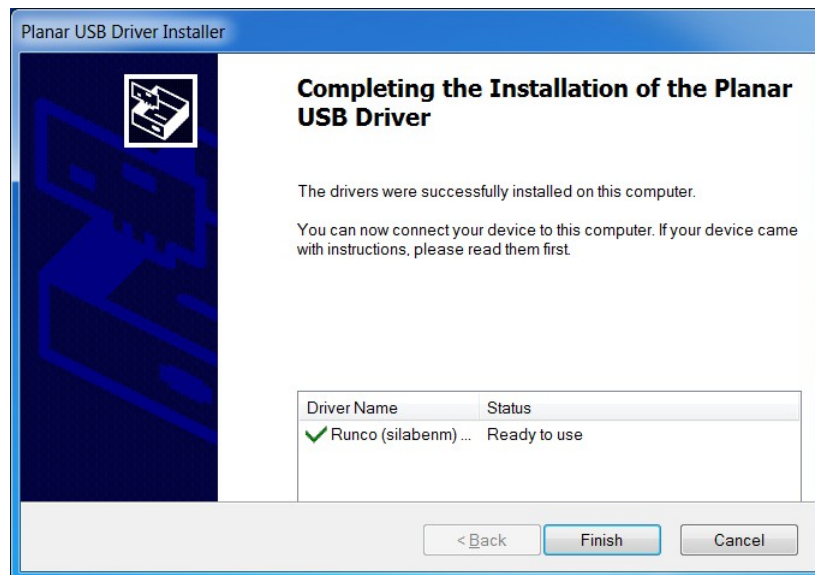 Planar USB Driver Installer
Completing the Installation of the Planar
USB Driver
The drivers were successfully installed on this computer.
You can now connect your device to this computer. If your device came
with instructions, please read them first.
Driver Name Status
Runco (silabenm) ... Ready to use
< Back Finish Cancel